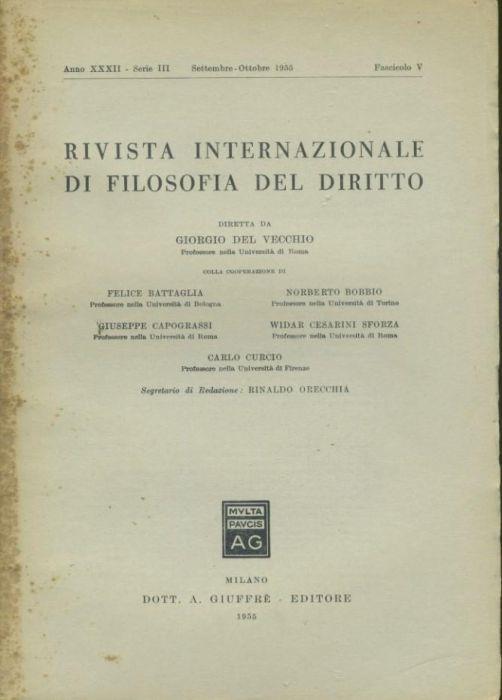 Anno XXXII - Serie III Settembre-Ottobre 1955 Fascicolo V
RIVISTA INTERNAZIONALE
DI FILOSOFIA DEL DIRITTO
DIRETTA DA
GIORGIO DEL VECCHIO
Professore nella Università di Roma
COLLA COOPERAZIONE DI
FELICE BATTAGLIA NORBERTO BOBBIO
Professore nella Università di Bologna Professore nella Università di Torino
GIUSEPPE CAPOGRASSI WIDAR CESARINI SFORZA
Professore nella Università di Roma Professore nella Università di Roma
CARLO CURCIO
Professore nella Università di Firenze
Segretario di Redazione: RINALDO ORECCHIA
MVLTA
PAVCIS
AG
MILANO
DOTT. A. GIUFFRÈ - EDITORE
1955